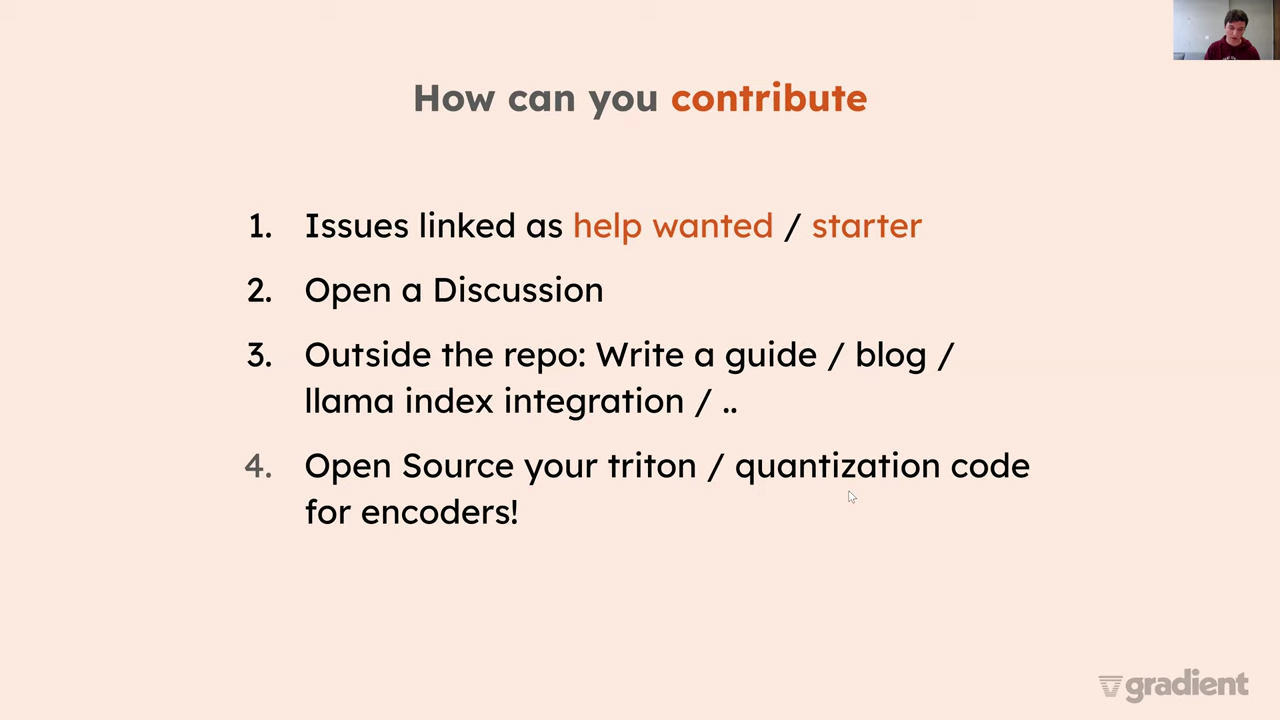 How can you contribute
1. Issues linked as help wanted / starter
2. Open a Discussion
3. Outside the repo: Write a guide / blog /
llama index integration / ..
4. Open Source your triton / quantization code
for encoders!
gradient